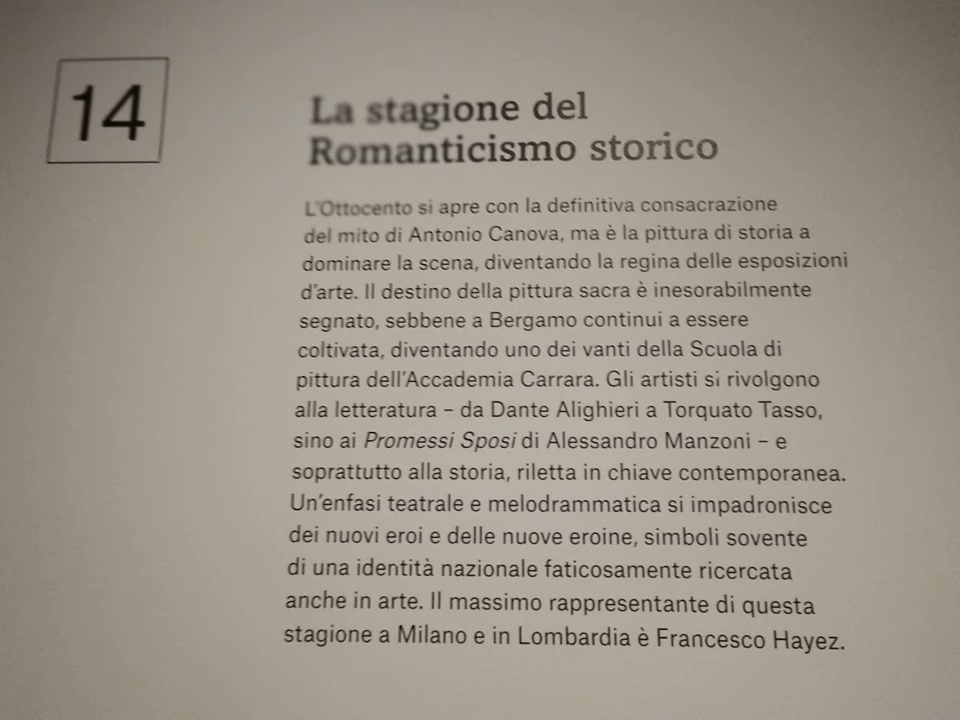 14
La stagione del
Romanticismo storico
L'Ottocento si apre con la definitiva consacrazione
del mito di Antonio Canova, ma è la pittura di storia a
dominare la scena, diventando la regina delle esposizioni
d'arte. Il destino della pittura sacra è inesorabilmente
segnato, sebbene a Bergamo continui a essere
coltivata, diventando uno dei vanti della Scuola di
pittura dell'Accademia Carrara. Gli artisti si rivolgono
alla letteratura – da Dante Alighieri a Torquato Tasso,
sino ai Promessi Sposi di Alessandro Manzoni – e
soprattutto alla storia, riletta in chiave contemporanea.
Un'enfasi teatrale e melodrammatica si impadronisce
dei nuovi eroi e delle nuove eroine, simboli sovente
di una identità nazionale faticosamente ricercata
anche in arte. Il massimo rappresentante di questa
stagione a Milano e in Lombardia è Francesco Hayez.